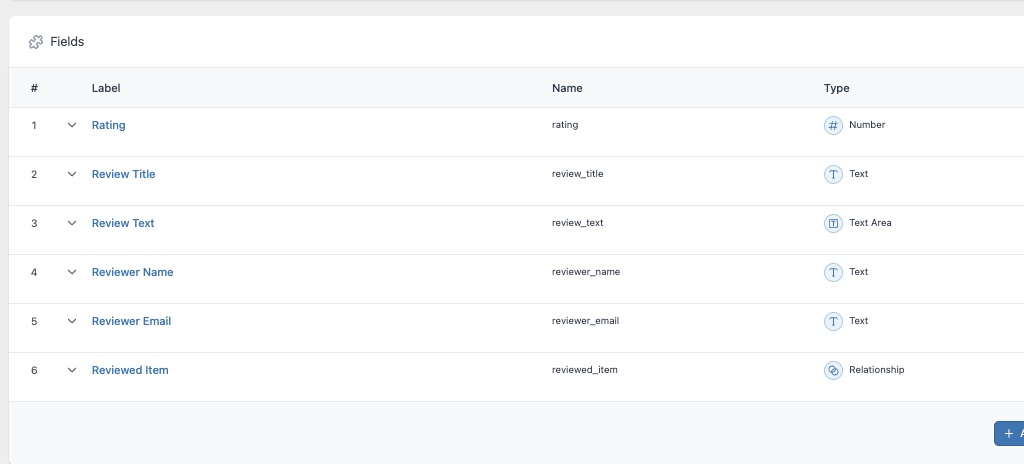 Fields
# Label Name Type
1 Rating rating # Number
2 Review Title review_title T Text
3 Review Text review_text T Text Area
4 Reviewer Name reviewer_name T Text
5 Reviewer Email reviewer_email T Text
6 Reviewed Item reviewed_item Relationship
+